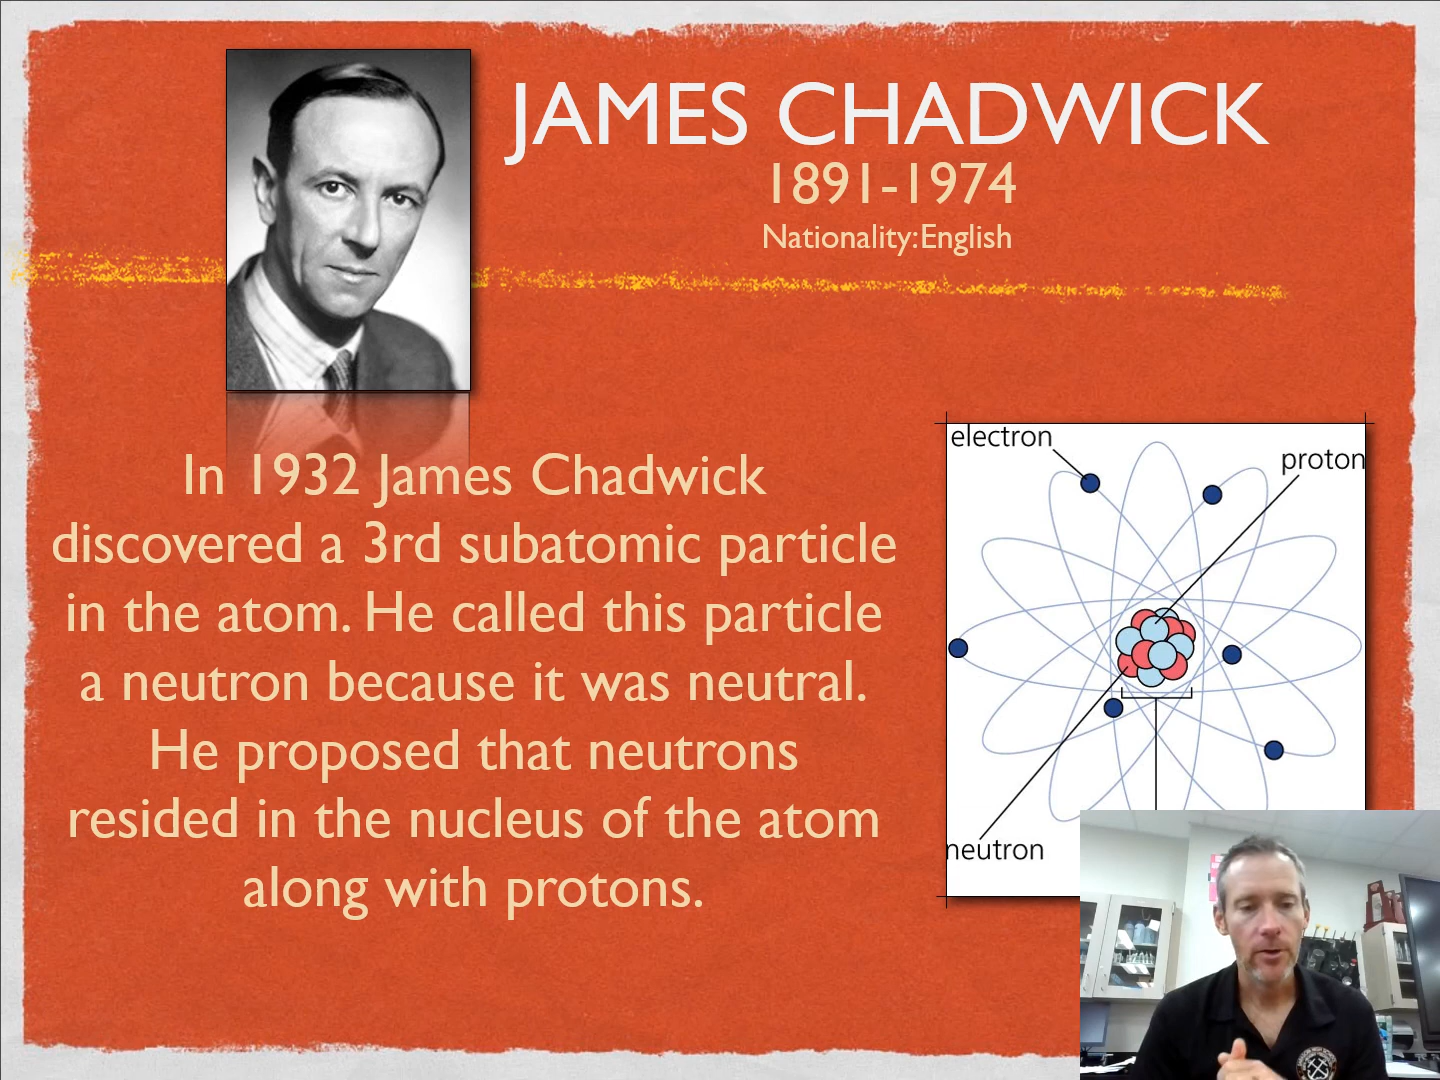 JAMES CHADWICK
1891-1974
Nationality:English
In 1932 James Chadwick
discovered a 3rd subatomic particle
in the atom. He called this particle
a neutron because it was neutral.
He proposed that neutrons
resided in the nucleus of the atom
along with protons.
electron
proton
neutron